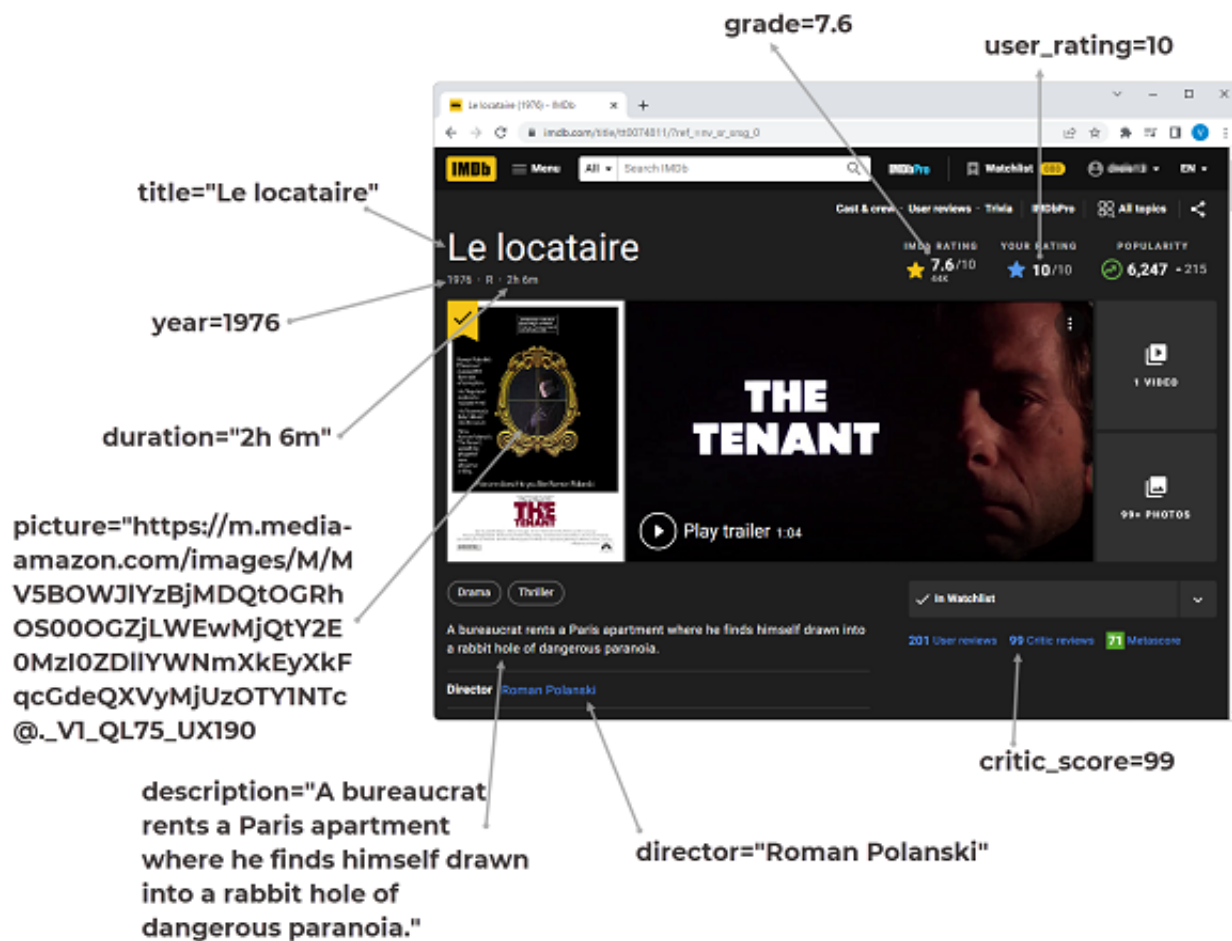 grade=7.6
user_rating=10
Le locataire (1976) - IMDb
imdb.com/title/tt0074811/?ref_=nv_sr_srsg_0
IMDb Menu All Search IMDb IMDbPro Watchlist EN
title="Le locataire"
Cast & crew · User reviews · Trivia IMDbPro All topics
Le locataire
IMDb RATING YOUR RATING POPULARITY
7.6/10 10/10 6,247 215
44K
1976 · R · 2h 6m
year=1976
THE
TENANT
1 VIDEO
duration="2h 6m"
THE
TENANT
99+ PHOTOS
Play trailer 1:04
picture="https://m.media-
amazon.com/images/M/M
V5BOWJlYzBjMDQtOGRh
OS00OGZjLWEwMjQtY2E
0MzI0ZDllYWNmXkEyXkF
qcGdeQXVyMjUzOTY1NTc
@._V1_QL75_UX190
Drama Thriller
In Watchlist
A bureaucrat rents a Paris apartment where he finds himself drawn into
a rabbit hole of dangerous paranoia.
201 User reviews 99 Critic reviews 71 Metascore
Director Roman Polanski
critic_score=99
description="A bureaucrat
rents a Paris apartment
where he finds himself drawn
into a rabbit hole of
dangerous paranoia."
director="Roman Polanski"